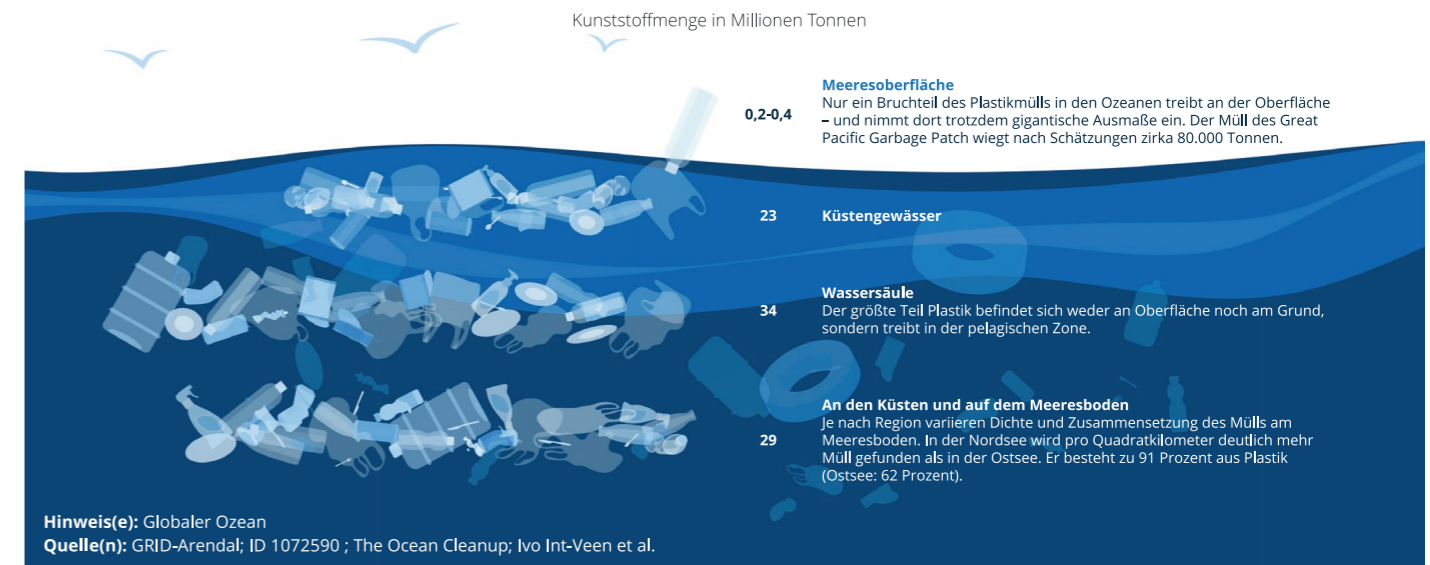 Kunststoffmenge in Millionen Tonnen
Meeresoberfläche
0,2-0,4
Nur ein Bruchteil des Plastikmülls in den Ozeanen treibt an der Oberfläche
– und nimmt dort trotzdem gigantische Ausmaße ein. Der Müll des Great
Pacific Garbage Patch wiegt nach Schätzungen zirka 80.000 Tonnen.
23
Küstengewässer
Wassersäule
34
Der größte Teil Plastik befindet sich weder an Oberfläche noch am Grund,
sondern treibt in der pelagischen Zone.
An den Küsten und auf dem Meeresboden
29
Je nach Region variieren Dichte und Zusammensetzung des Mülls am
Meeresboden. In der Nordsee wird pro Quadratkilometer deutlich mehr
Müll gefunden als in der Ostsee. Er besteht zu 91 Prozent aus Plastik
(Ostsee: 62 Prozent).
Hinweis(e): Globaler Ozean
Quelle(n): GRID-Arendal; ID 1072590 ; The Ocean Cleanup; Ivo Int-Veen et al.